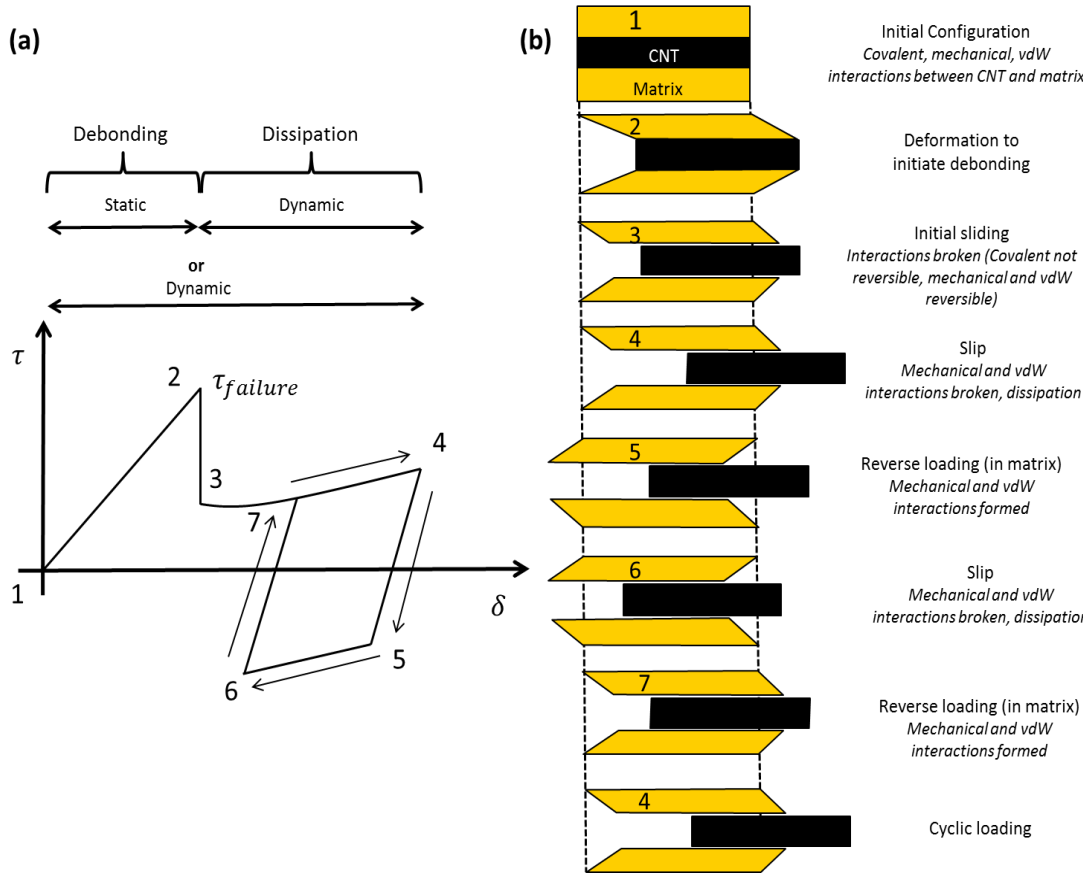 (a)
Debonding
Dissipation
Static
Dynamic
or
Dynamic
τ
2
τfailure
3
4
7
1
δ
5
6
(b)
1
CNT
Matrix
Initial Configuration
Covalent, mechanical, vdW
interactions between CNT and matrix
2
Deformation to
initiate debonding
3
Initial sliding
Interactions broken (Covalent not
reversible, mechanical and vdW
reversible)
4
Slip
Mechanical and vdW
interactions broken, dissipation
5
Reverse loading (in matrix)
Mechanical and vdW
interactions formed
6
Slip
Mechanical and vdW
interactions broken, dissipation
7
Reverse loading (in matrix)
Mechanical and vdW
interactions formed
4
Cyclic loading